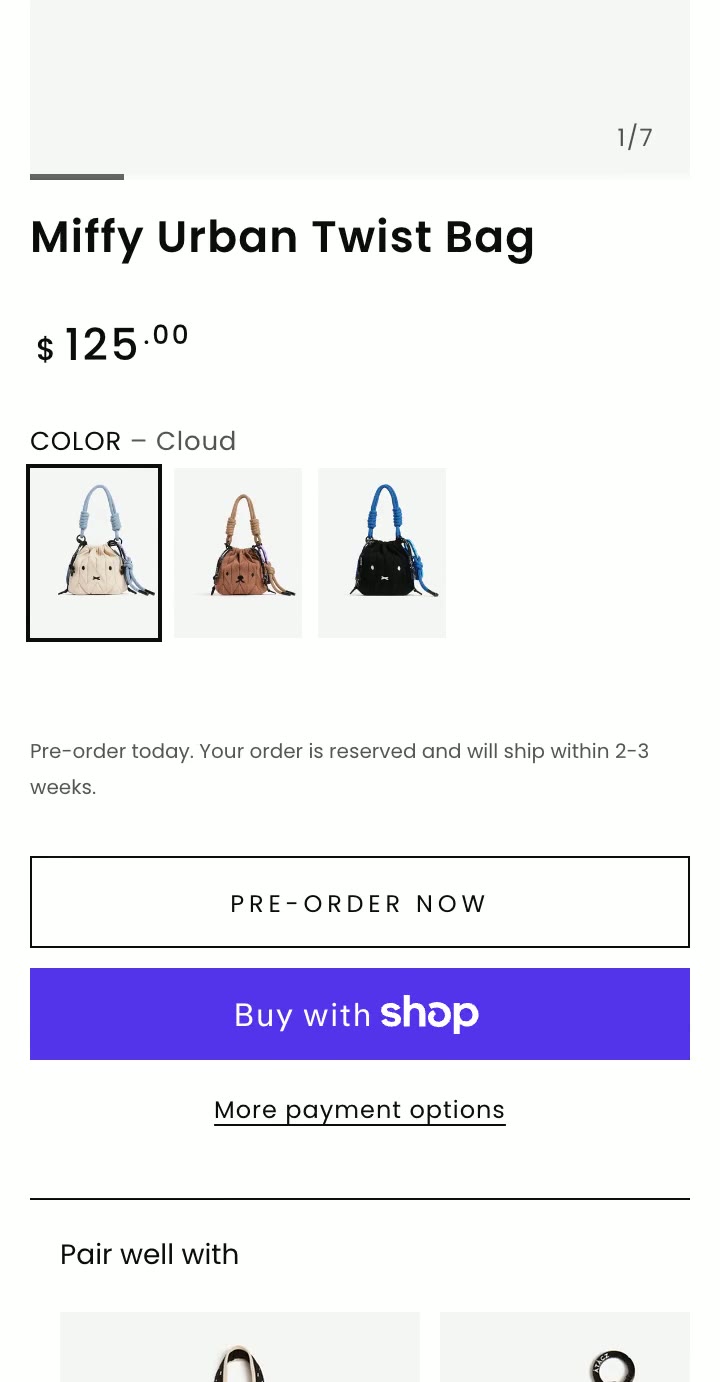 1/7
Miffy Urban Twist Bag
$ 125.00
COLOR – Cloud
Pre-order today. Your order is reserved and will ship within 2-3
weeks.
PRE-ORDER NOW
Buy with shop
More payment options
Pair well with